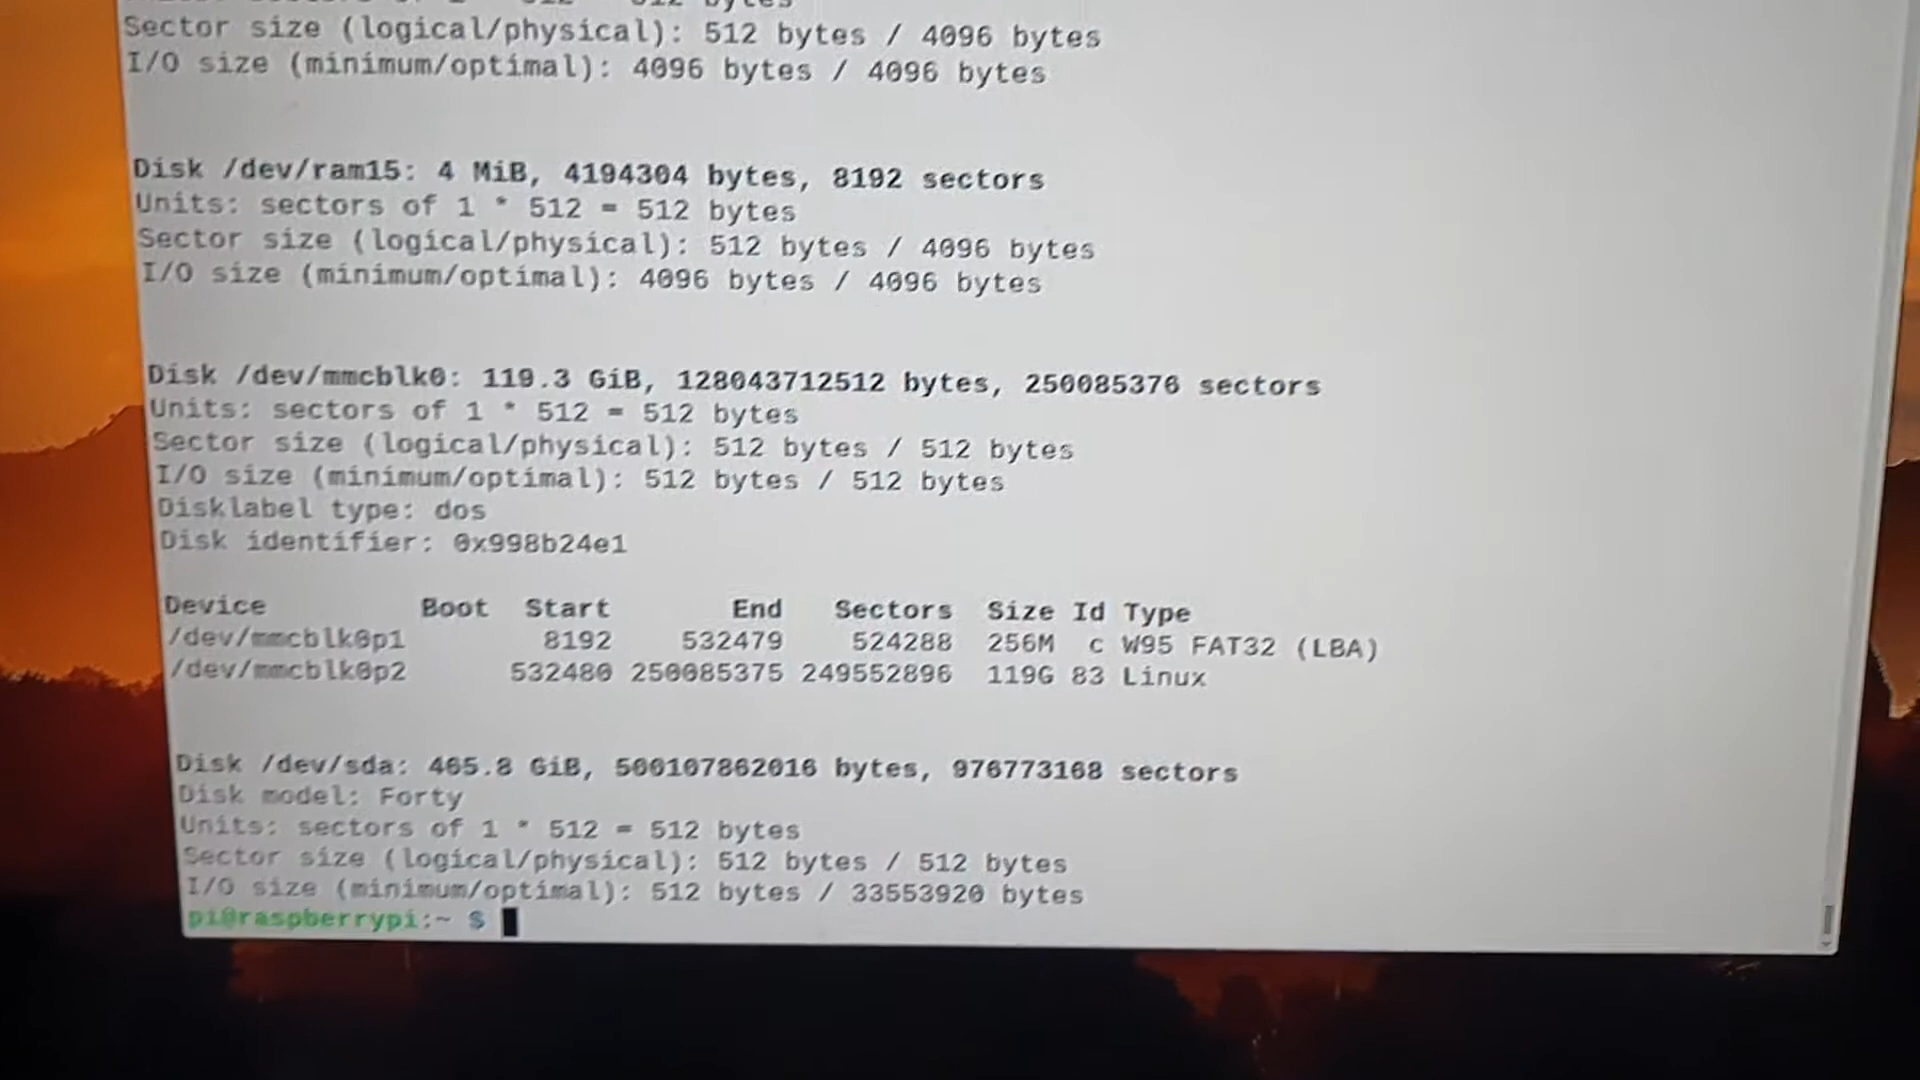 Sector size (logical/physical): 512 bytes / 4096 bytes
I/O size (minimum/optimal): 4096 bytes / 4096 bytes
Disk /dev/ram15: 4 MiB, 4194304 bytes, 8192 sectors
Units: sectors of 1 * 512 = 512 bytes
Sector size (logical/physical): 512 bytes / 4096 bytes
I/O size (minimum/optimal): 4096 bytes / 4096 bytes
Disk /dev/mmcblk0: 119.3 GiB, 128043712512 bytes, 250085376 sectors
Units: sectors of 1 * 512 = 512 bytes
Sector size (logical/physical): 512 bytes / 512 bytes
I/O size (minimum/optimal): 512 bytes / 512 bytes
Disklabel type: dos
Disk identifier: 0x998b24e1
Device Boot Start End Sectors Size Id Type
/dev/mmcblk0p1 8192 532479 524288 256M c W95 FAT32 (LBA)
/dev/mmcblk0p2 532480 250085375 249552896 119G 83 Linux
Disk /dev/sda: 465.8 GiB, 500107862016 bytes, 976773168 sectors
Disk model: Forty
Units: sectors of 1 * 512 = 512 bytes
Sector size (logical/physical): 512 bytes / 512 bytes
I/O size (minimum/optimal): 512 bytes / 33553920 bytes
pi@raspberrypi:~ $